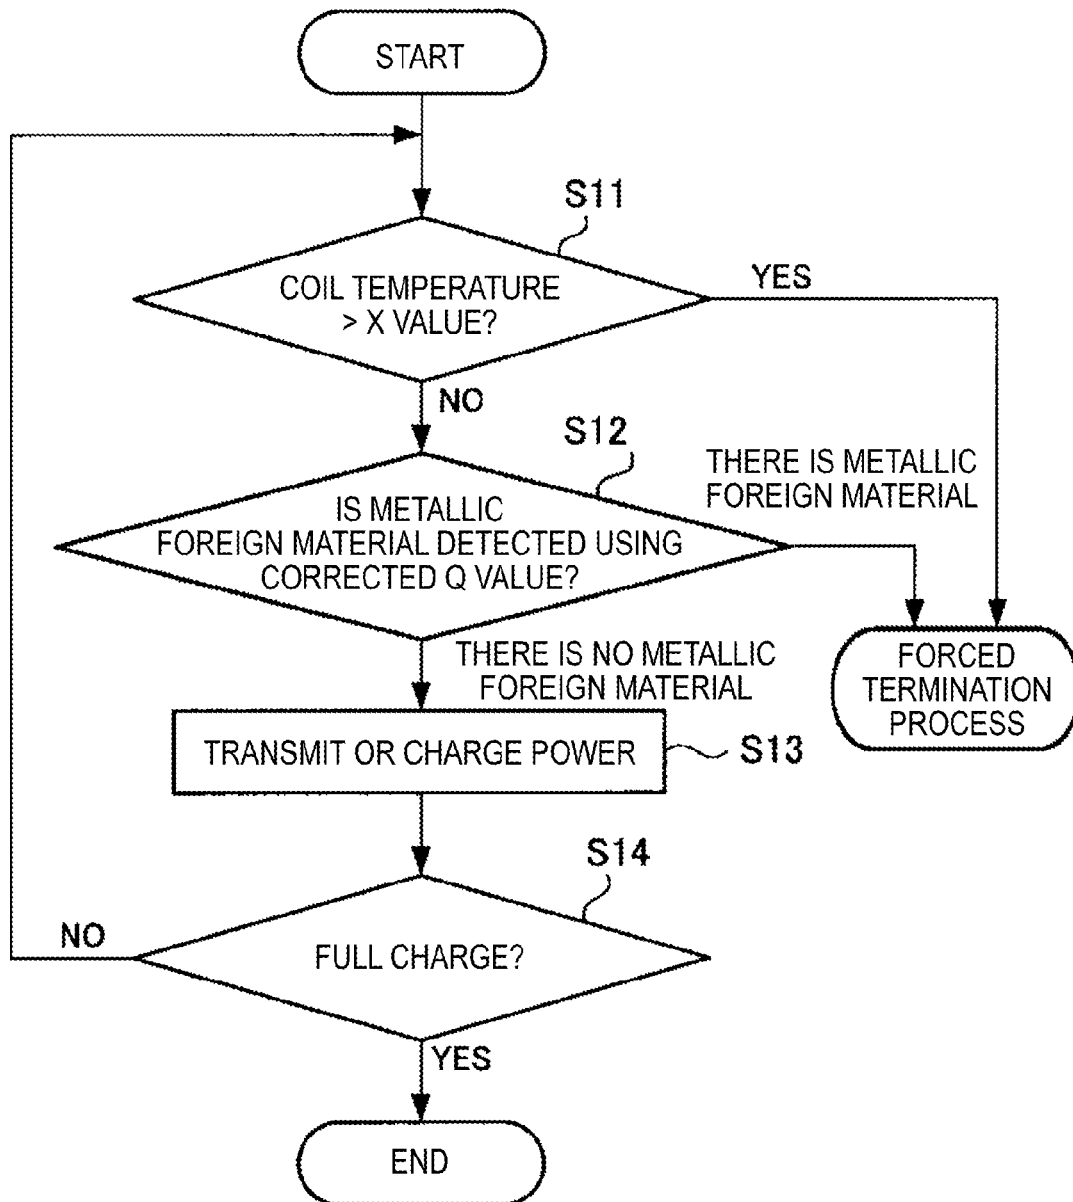 START
S11
COIL TEMPERATURE
> X VALUE?
YES
NO
S12
IS METALLIC
FOREIGN MATERIAL DETECTED USING
CORRECTED Q VALUE?
THERE IS METALLIC
FOREIGN MATERIAL
THERE IS NO METALLIC
FOREIGN MATERIAL
FORCED
TERMINATION
PROCESS
TRANSMIT OR CHARGE POWER
S13
S14
FULL CHARGE?
NO
YES
END